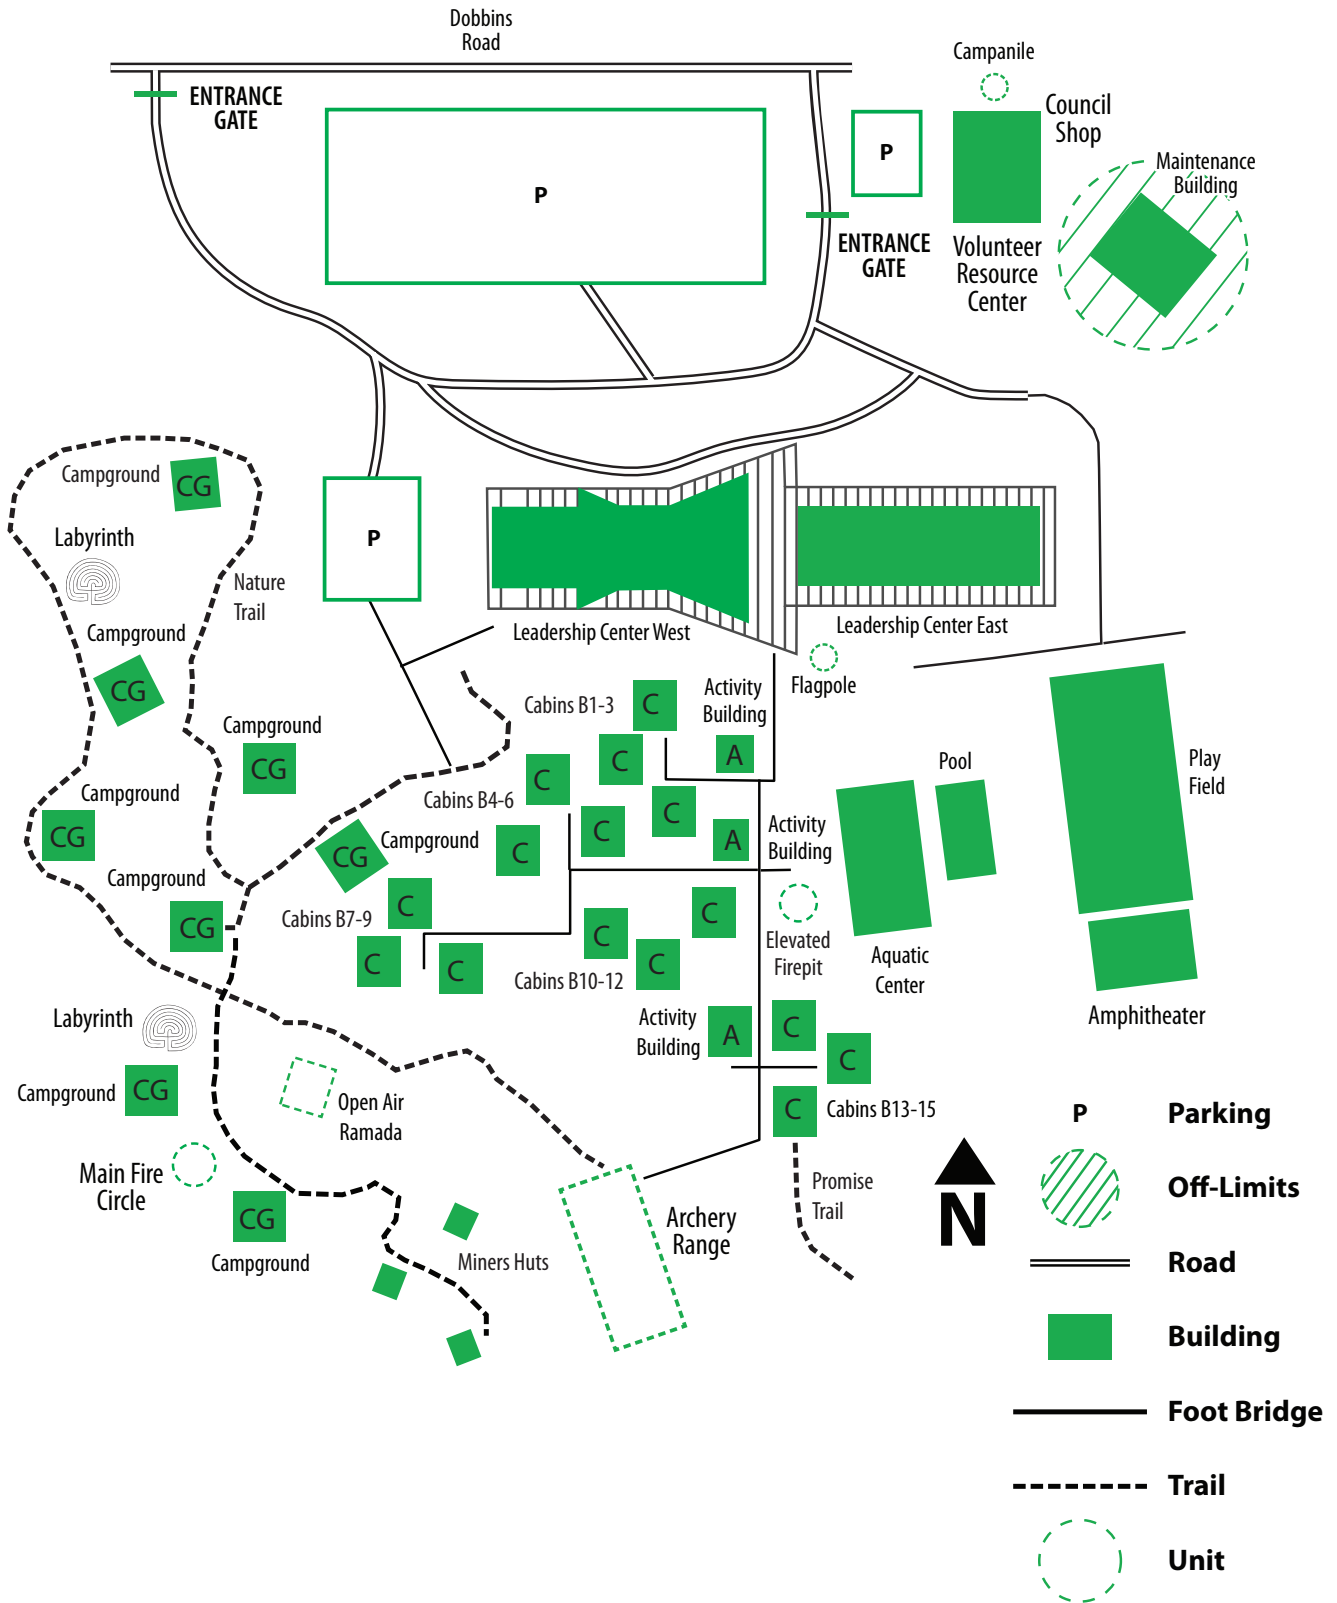 Dobbins
Road
Campanile
ENTRANCE
GATE
Council
Shop
P
P
Maintenance
Building
ENTRANCE
GATE
Volunteer
Resource
Center
Campground
CG
Labyrinth
P
Nature
Trail
Campground
CG
Leadership Center West
Leadership Center East
Flagpole
Cabins B1-3
C
Activity
Building
A
Campground
CG
C
Pool
Play
Field
Campground
CG
Cabins B4-6
C
C
C
C
Campground
CG
A
Activity
Building
Campground
CG
Cabins B7-9
C
C
C
Cabins B10-12
C
C
C
Elevated
Firepit
Aquatic
Center
Amphitheater
Labyrinth
Activity
Building
A
C
C
C
Cabins B13-15
Campground
CG
Open Air
Ramada
Main Fire
Circle
CG
Campground
Miners Huts
Archery
Range
Promise
Trail
N
P
Parking
Off-Limits
Road
Building
Foot Bridge
Trail
Unit